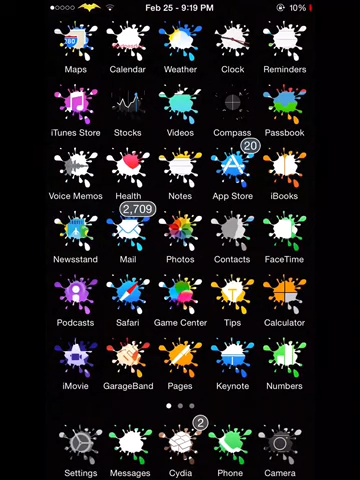 Feb 25 - 9:19 PM 10%
280
Maps Calendar Weather Clock Reminders
iTunes Store Stocks Videos Compass Passbook
20
Voice Memos Health Notes App Store iBooks
2,709
Newsstand Mail Photos Contacts FaceTime
Podcasts Safari Game Center Tips Calculator
iMovie GarageBand Pages Keynote Numbers
2
Settings Messages Cydia Phone Camera